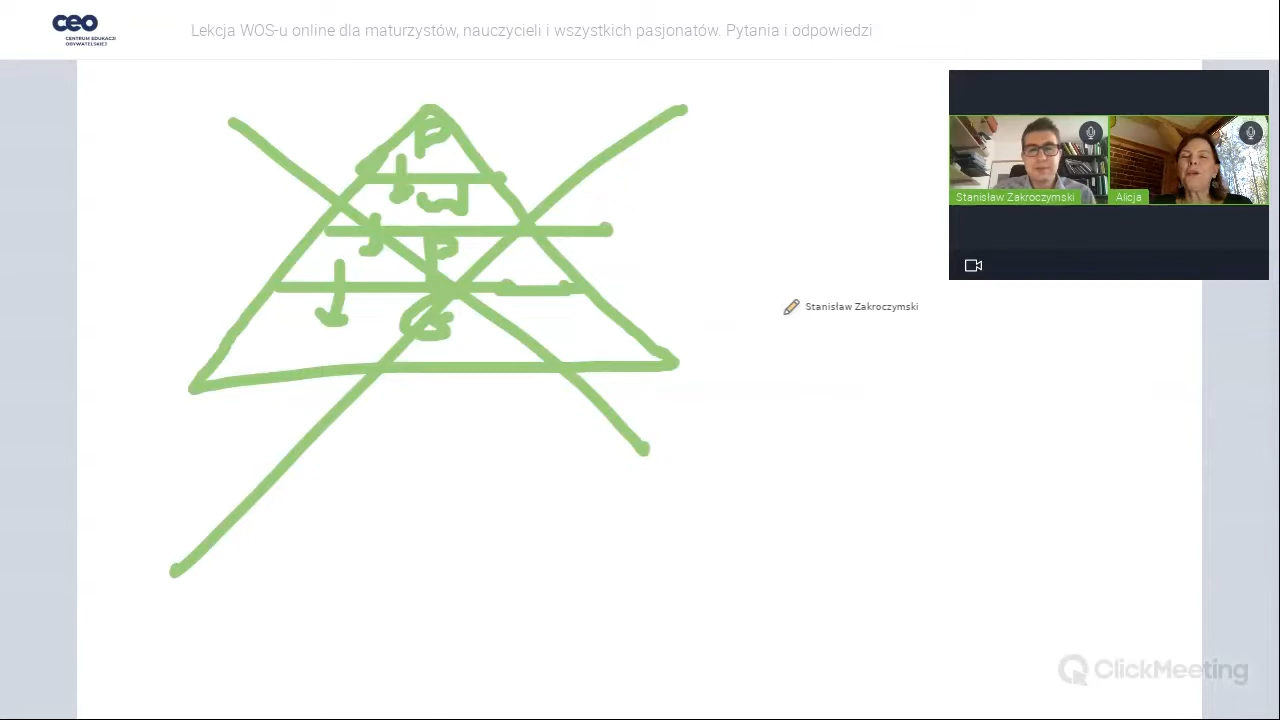 ceo
CENTRUM EDUKACJI
OBYWATELSKIEJ
Lekcja WOS-u online dla maturzystów, nauczycieli i wszystkich pasjonatów. Pytania i odpowiedzi
P
W
P
G
Stanisław Zakroczymski
Alicja
Stanisław Zakroczymski
ClickMeeting